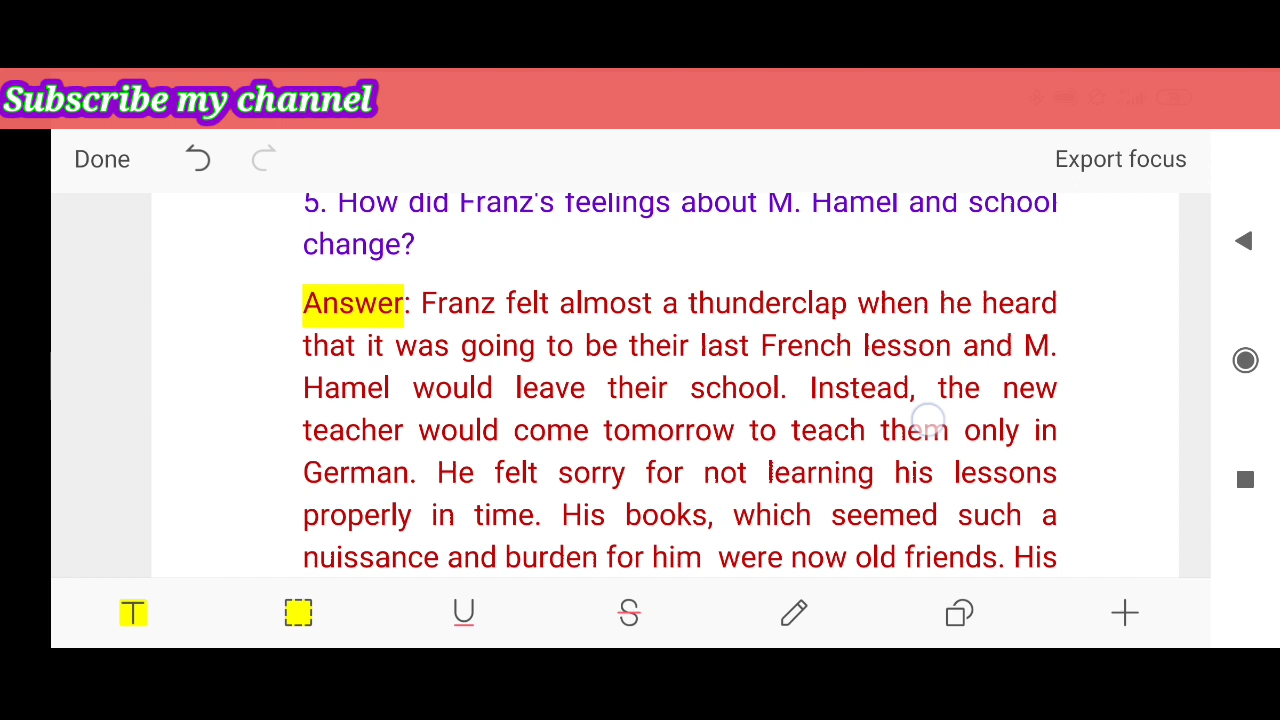 Subscribe my channel
Done
Export focus
5. How did Franz's feelings about M. Hamel and school
change?
Answer: Franz felt almost a thunderclap when he heard
that it was going to be their last French lesson and M.
Hamel would leave their school. Instead, the new
teacher would come tomorrow to teach them only in
German. He felt sorry for not learning his lessons
properly in time. His books, which seemed such a
nuissance and burden for him were now old friends. His
T
U
S